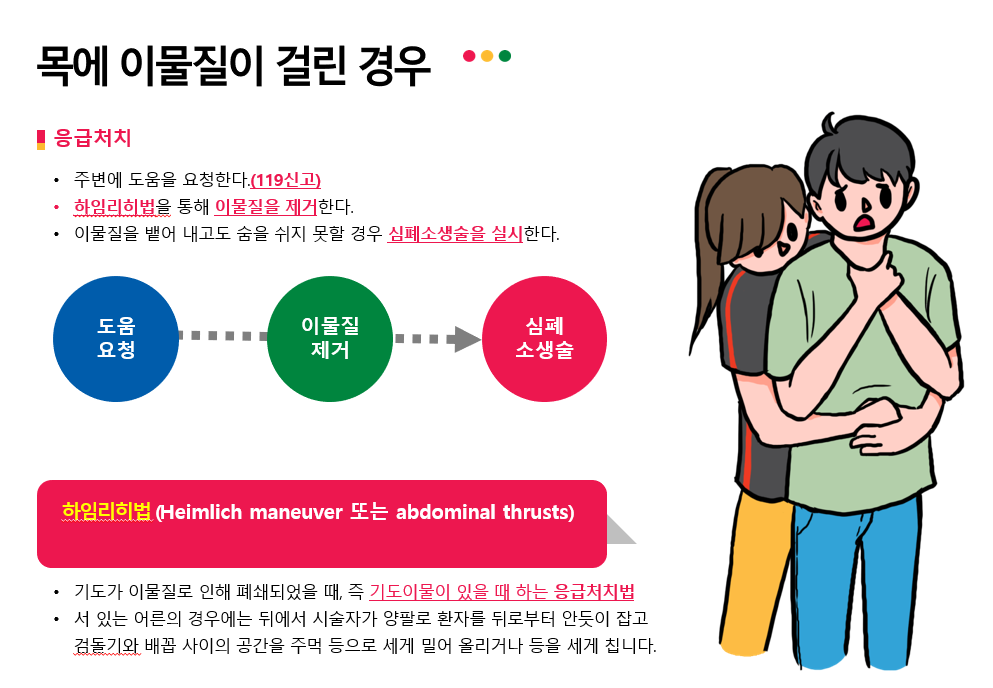 목에 이물질이 걸린 경우
응급처치
• 주변에 도움을 요청한다.(119신고)
• 하임리히법을 통해 이물질을 제거한다.
• 이물질을 뱉어 내고도 숨을 쉬지 못할 경우 심폐소생술을 실시한다.
도움
요청
이물질
제거
심폐
소생술
하임리히법 (Heimlich maneuver 또는 abdominal thrusts)
• 기도가 이물질로 인해 폐쇄되었을 때, 즉 기도이물이 있을 때 하는 응급처치법
• 서 있는 어른의 경우에는 뒤에서 시술자가 양팔로 환자를 뒤로부터 안듯이 잡고
검돌기와 배꼽 사이의 공간을 주먹 등으로 세게 밀어 올리거나 등을 세게 칩니다.